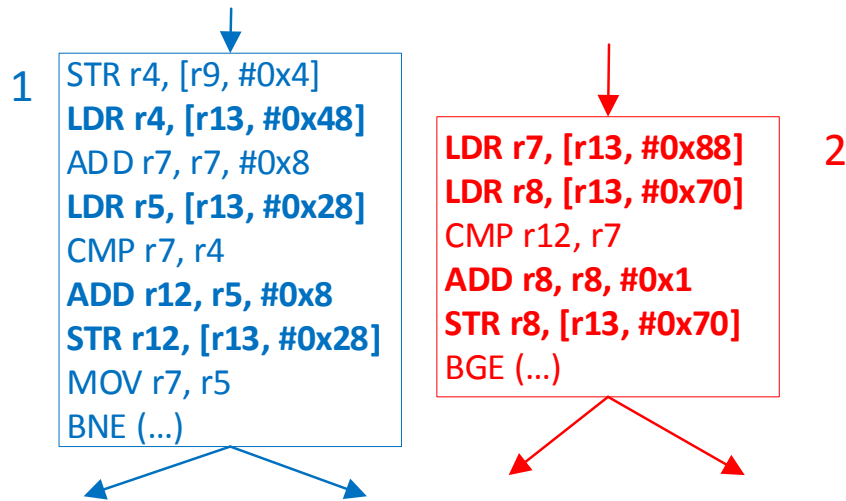 1
STR r4, [r9, #0x4]
LDR r4, [r13, #0x48]
ADD r7, r7, #0x8
LDR r5, [r13, #0x28]
CMP r7, r4
ADD r12, r5, #0x8
STR r12, [r13, #0x28]
MOV r7, r5
BNE (...)
2
LDR r7, [r13, #0x88]
LDR r8, [r13, #0x70]
CMP r12, r7
ADD r8, r8, #0x1
STR r8, [r13, #0x70]
BGE (...)